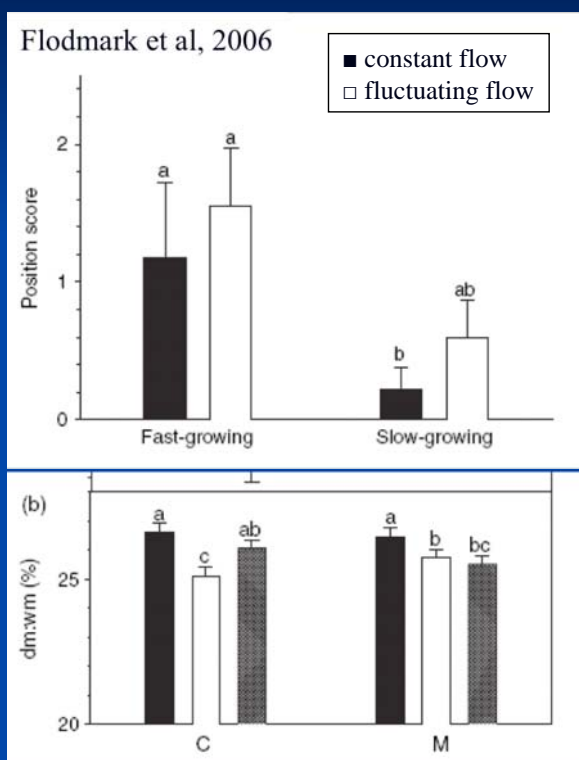 Flodmark et al, 2006
■ constant flow
□ fluctuating flow
Position score
2
1
0
a
a
b
ab
Fast-growing
Slow-growing
(b)
dm:wm (%)
25
20
a
c
ab
a
b
bc
C
M